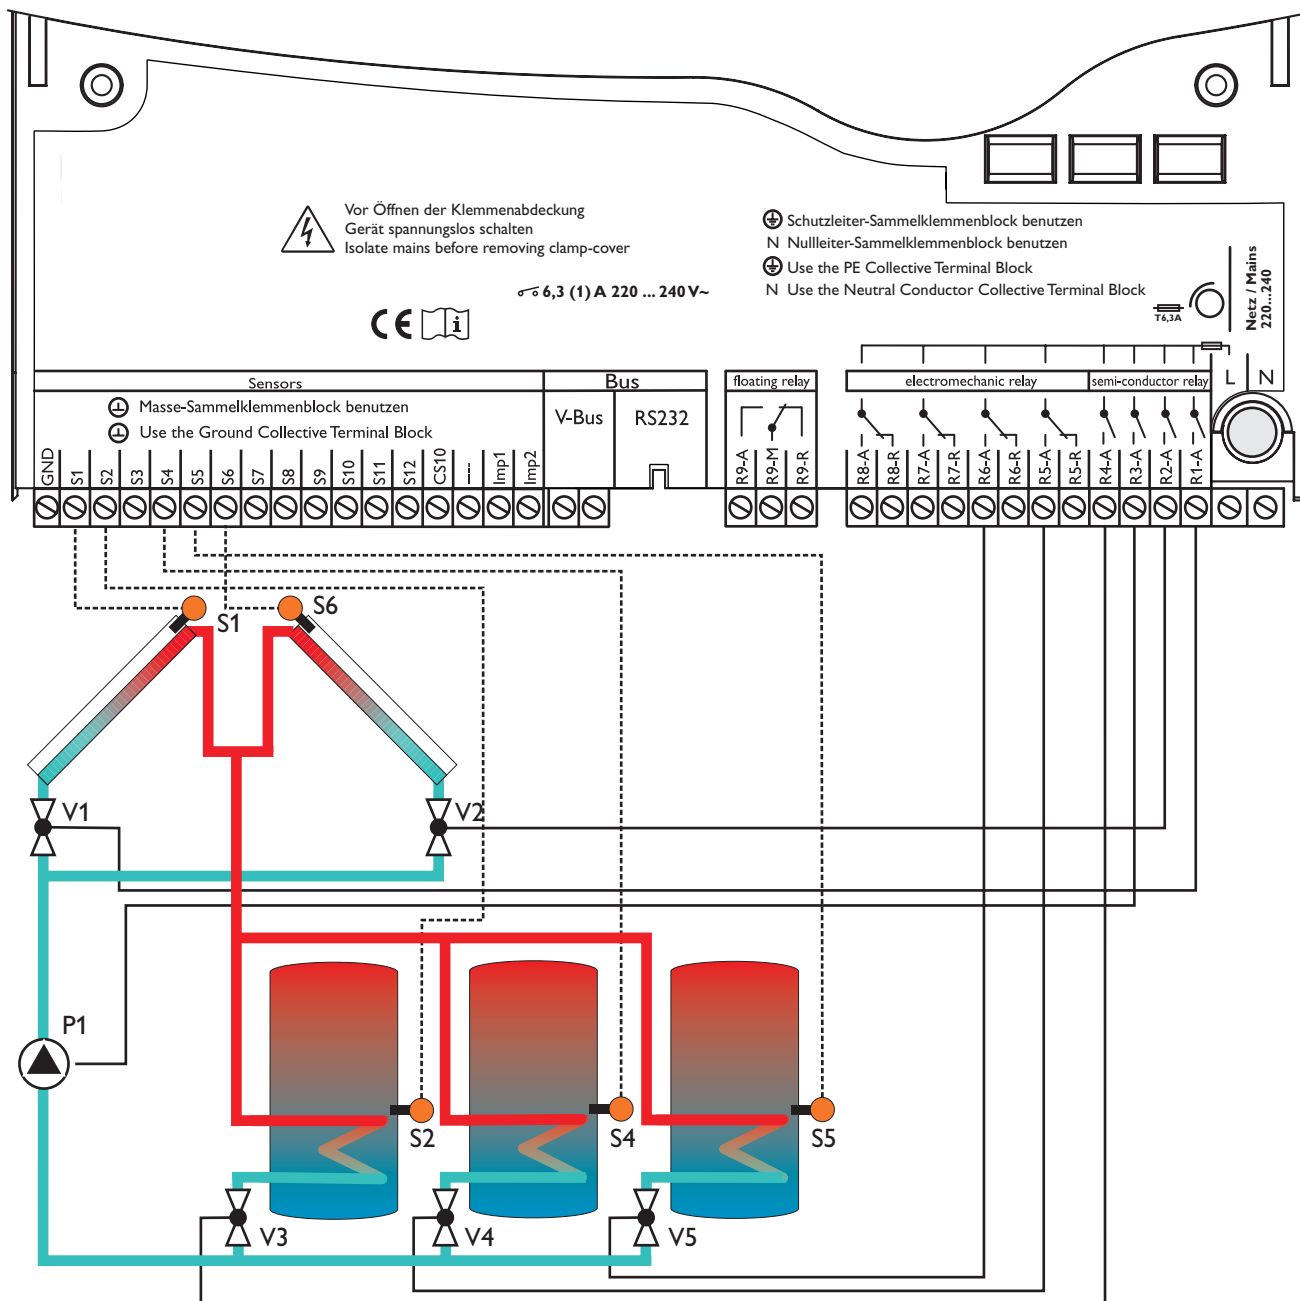 Vor Öffnen der Klemmenabdeckung
Gerät spannungslos schalten
Isolate mains before removing clamp-cover
6,3 (1) A 220 ... 240 V~
CE i
Schutzleiter-Sammelklemmenblock benutzen
N Nullleiter-Sammelklemmenblock benutzen
Use the PE Collective Terminal Block
N Use the Neutral Conductor Collective Terminal Block
T6,3A
Netz / Mains
220...240
L N
Sensors
Masse-Sammelklemmenblock benutzen
Use the Ground Collective Terminal Block
Bus
V-Bus RS232
floating relay
electromechanic relay
semi-conductor relay
GND S1 S2 S3 S4 S5 S6 S7 S8 S9 S10 S11 S12 CS10 --- Imp1 Imp2
R9-A R9-M R9-R
R8-A R8-R R7-A R7-R R6-A R6-R R5-A R5-R R4-A R3-A R2-A R1-A
S1 S6
V1 V2
P1
S2 S4 S5
V3 V4 V5